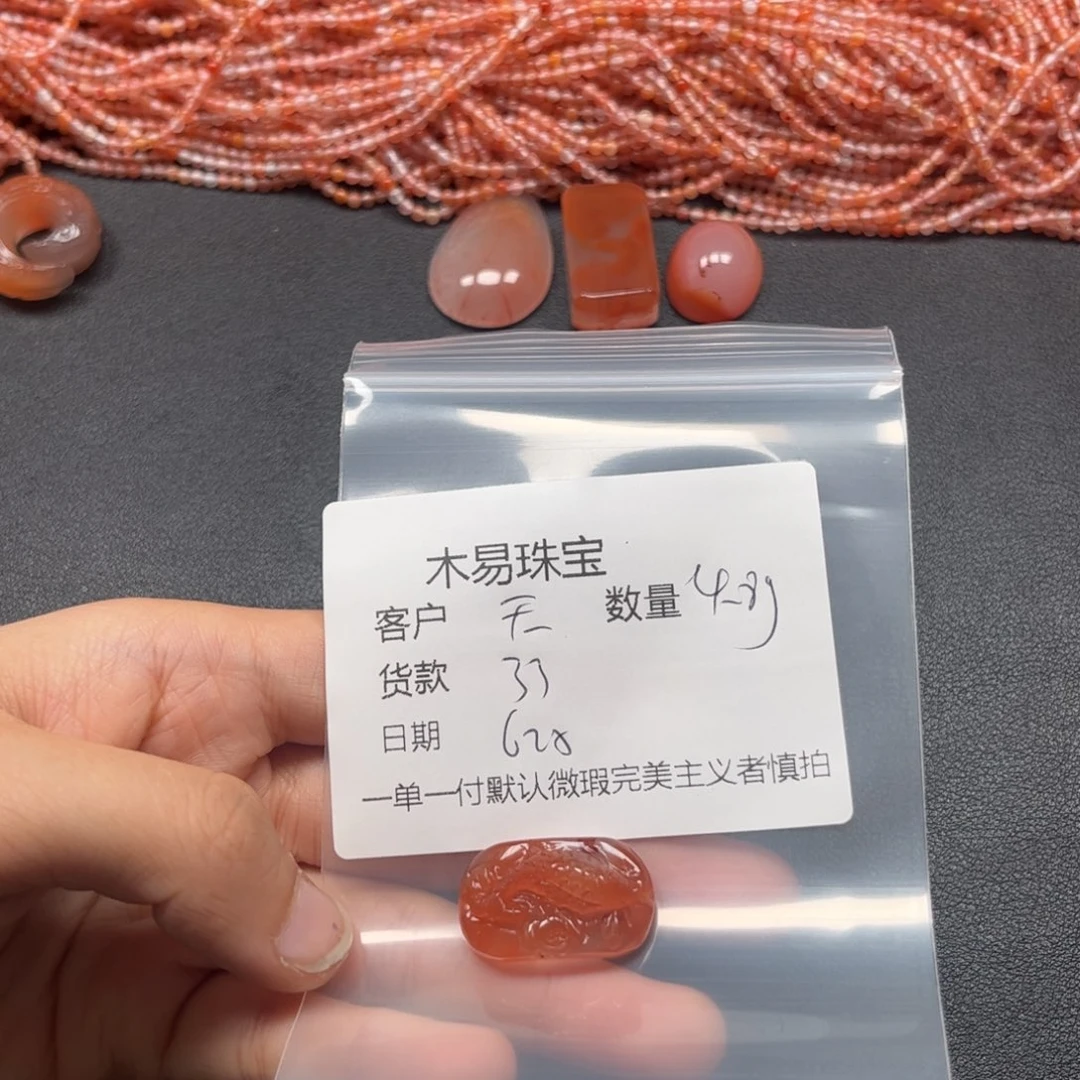 木易珠宝
客户 天 数量 4.8g
货款 33
日期 628
一单一付默认微瑕完美主义者慎拍